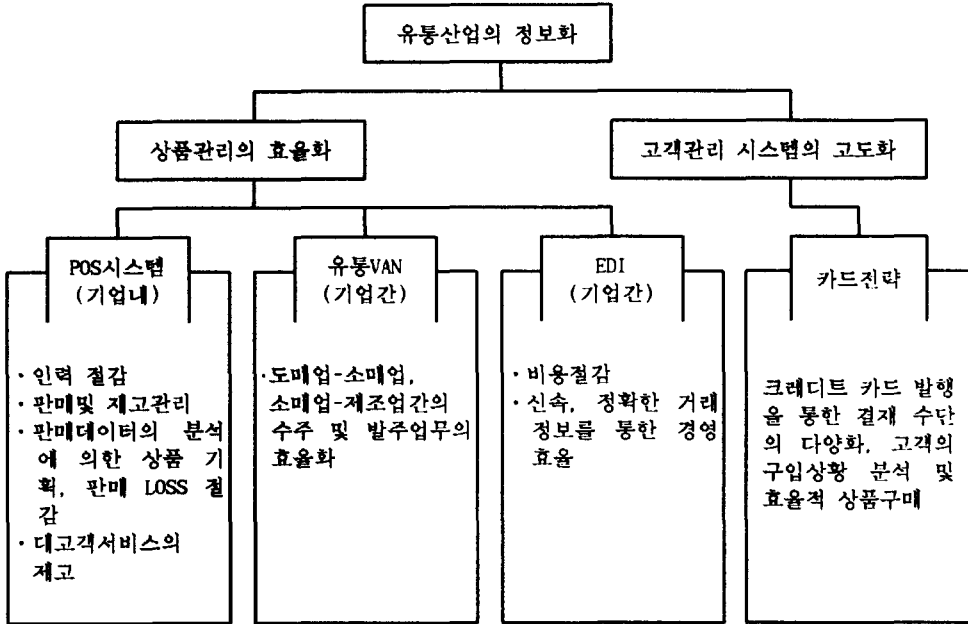 유통산업의 정보화
상품관리의 효율화
고객관리 시스템의 고도화
POS시스템
(기업내)
· 인력 절감
· 판매및 재고관리
· 판매데이터의 분석
에 의한 상품 기
획, 판매 LOSS 절
감
· 대고객서비스의
제고
유통VAN
(기업간)
· 도매업-소매업,
소매업-제조업간의
수주 및 발주업무의
효율화
EDI
(기업간)
· 비용절감
· 신속, 정확한 거래
정보를 통한 경영
효율
카드전략
크레디트 카드 발행
을 통한 결재 수단
의 다양화, 고객의
구입상황 분석 및
효율적 상품구매